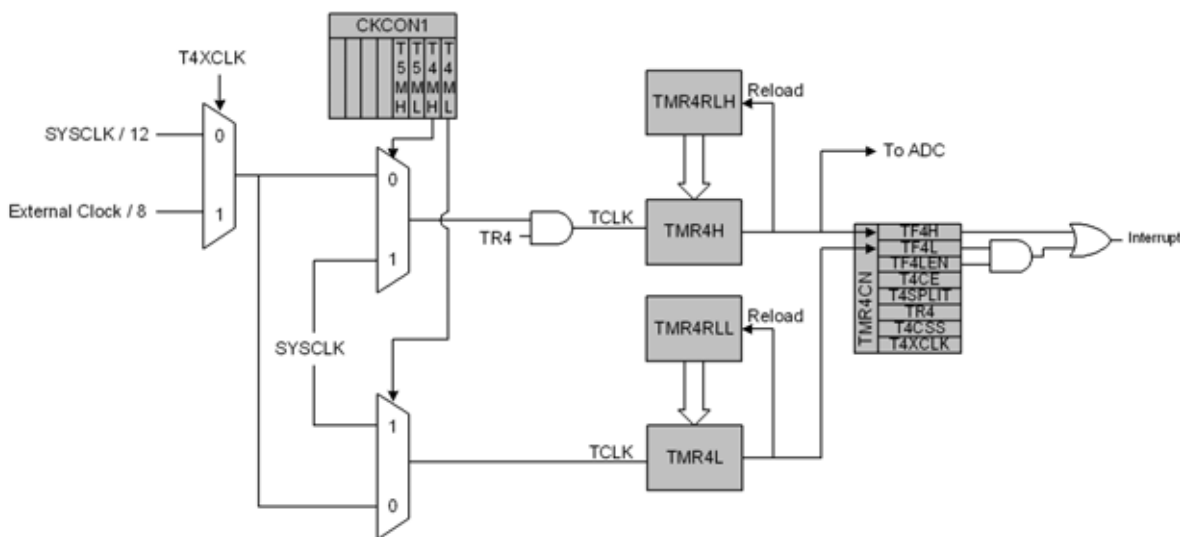 CKCON1
T5MH
T5ML
T4MH
T4ML
T4XCLK
SYSCLK / 12
0
External Clock / 8
1
0
1
TR4
TCLK
TMR4RLH
Reload
TMR4H
To ADC
TF4H
TF4L
TF4LEN
T4CE
T4SPLIT
TR4
T4CSS
T4XCLK
TMR4CN
Interrupt
SYSCLK
1
0
TCLK
TMR4RLL
Reload
TMR4L